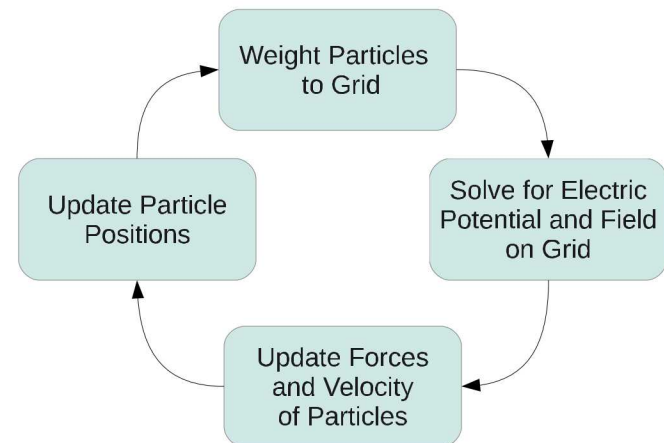 Weight Particles
to Grid
Solve for Electric
Potential and Field
on Grid
Update Forces
and Velocity
of Particles
Update Particle
Positions